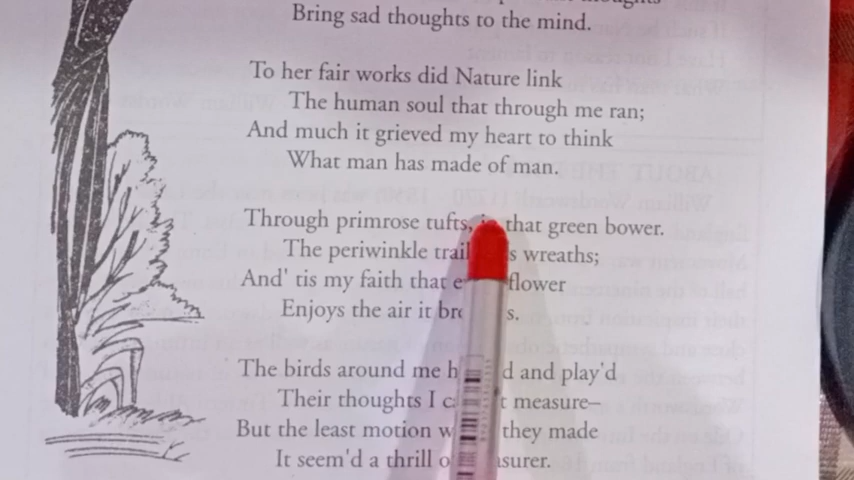 Bring sad thoughts to the mind.
To her fair works did Nature link
The human soul that through me ran;
And much it grieved my heart to think
What man has made of man.
Through primrose tufts, that green bower.
The periwinkle wreaths;
And' tis my faith that flower
Enjoys the air it
The birds around me and play'd
Their thoughts I measure–
But the least motion they made
It seem'd a thrill